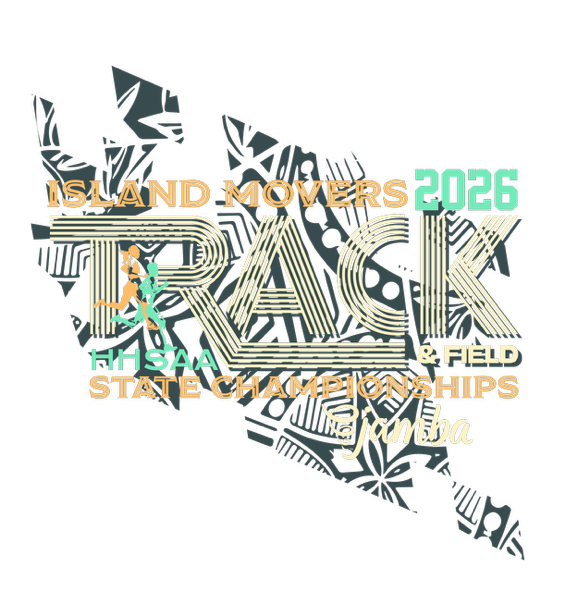 ISLAND MOVERS 2026
TRACK
& FIELD
HHSAA
STATE CHAMPIONSHIPS
jamba